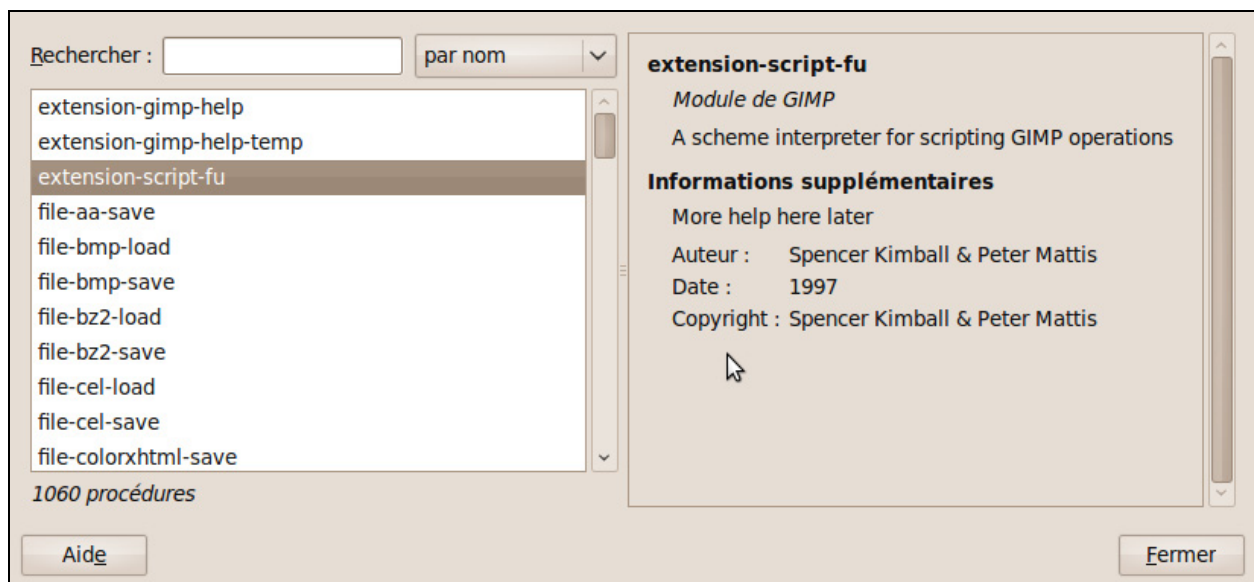 Rechercher :
par nom
extension-gimp-help
extension-gimp-help-temp
extension-script-fu
file-aa-save
file-bmp-load
file-bmp-save
file-bz2-load
file-bz2-save
file-cel-load
file-cel-save
file-colorxhtml-save
1060 procédures
extension-script-fu
Module de GIMP
A scheme interpreter for scripting GIMP operations
Informations supplémentaires
More help here later
Auteur : Spencer Kimball & Peter Mattis
Date : 1997
Copyright : Spencer Kimball & Peter Mattis
Aide
Fermer